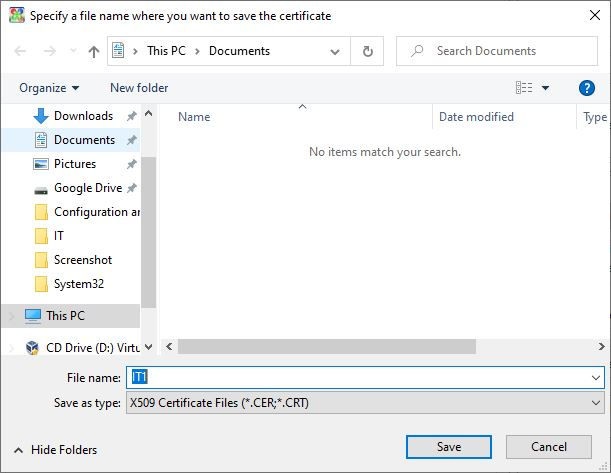 Specify a file name where you want to save the certificate
This PC > Documents
Search Documents
Organize
New folder
?
Name
Date modified
Type
No items match your search.
Downloads
Documents
Pictures
Google Drive
Configuration ar
IT
Screenshot
System32
This PC
CD Drive (D:) Virtu
File name: IT1
Save as type: X509 Certificate Files (*.CER;*.CRT)
Hide Folders
Save
Cancel